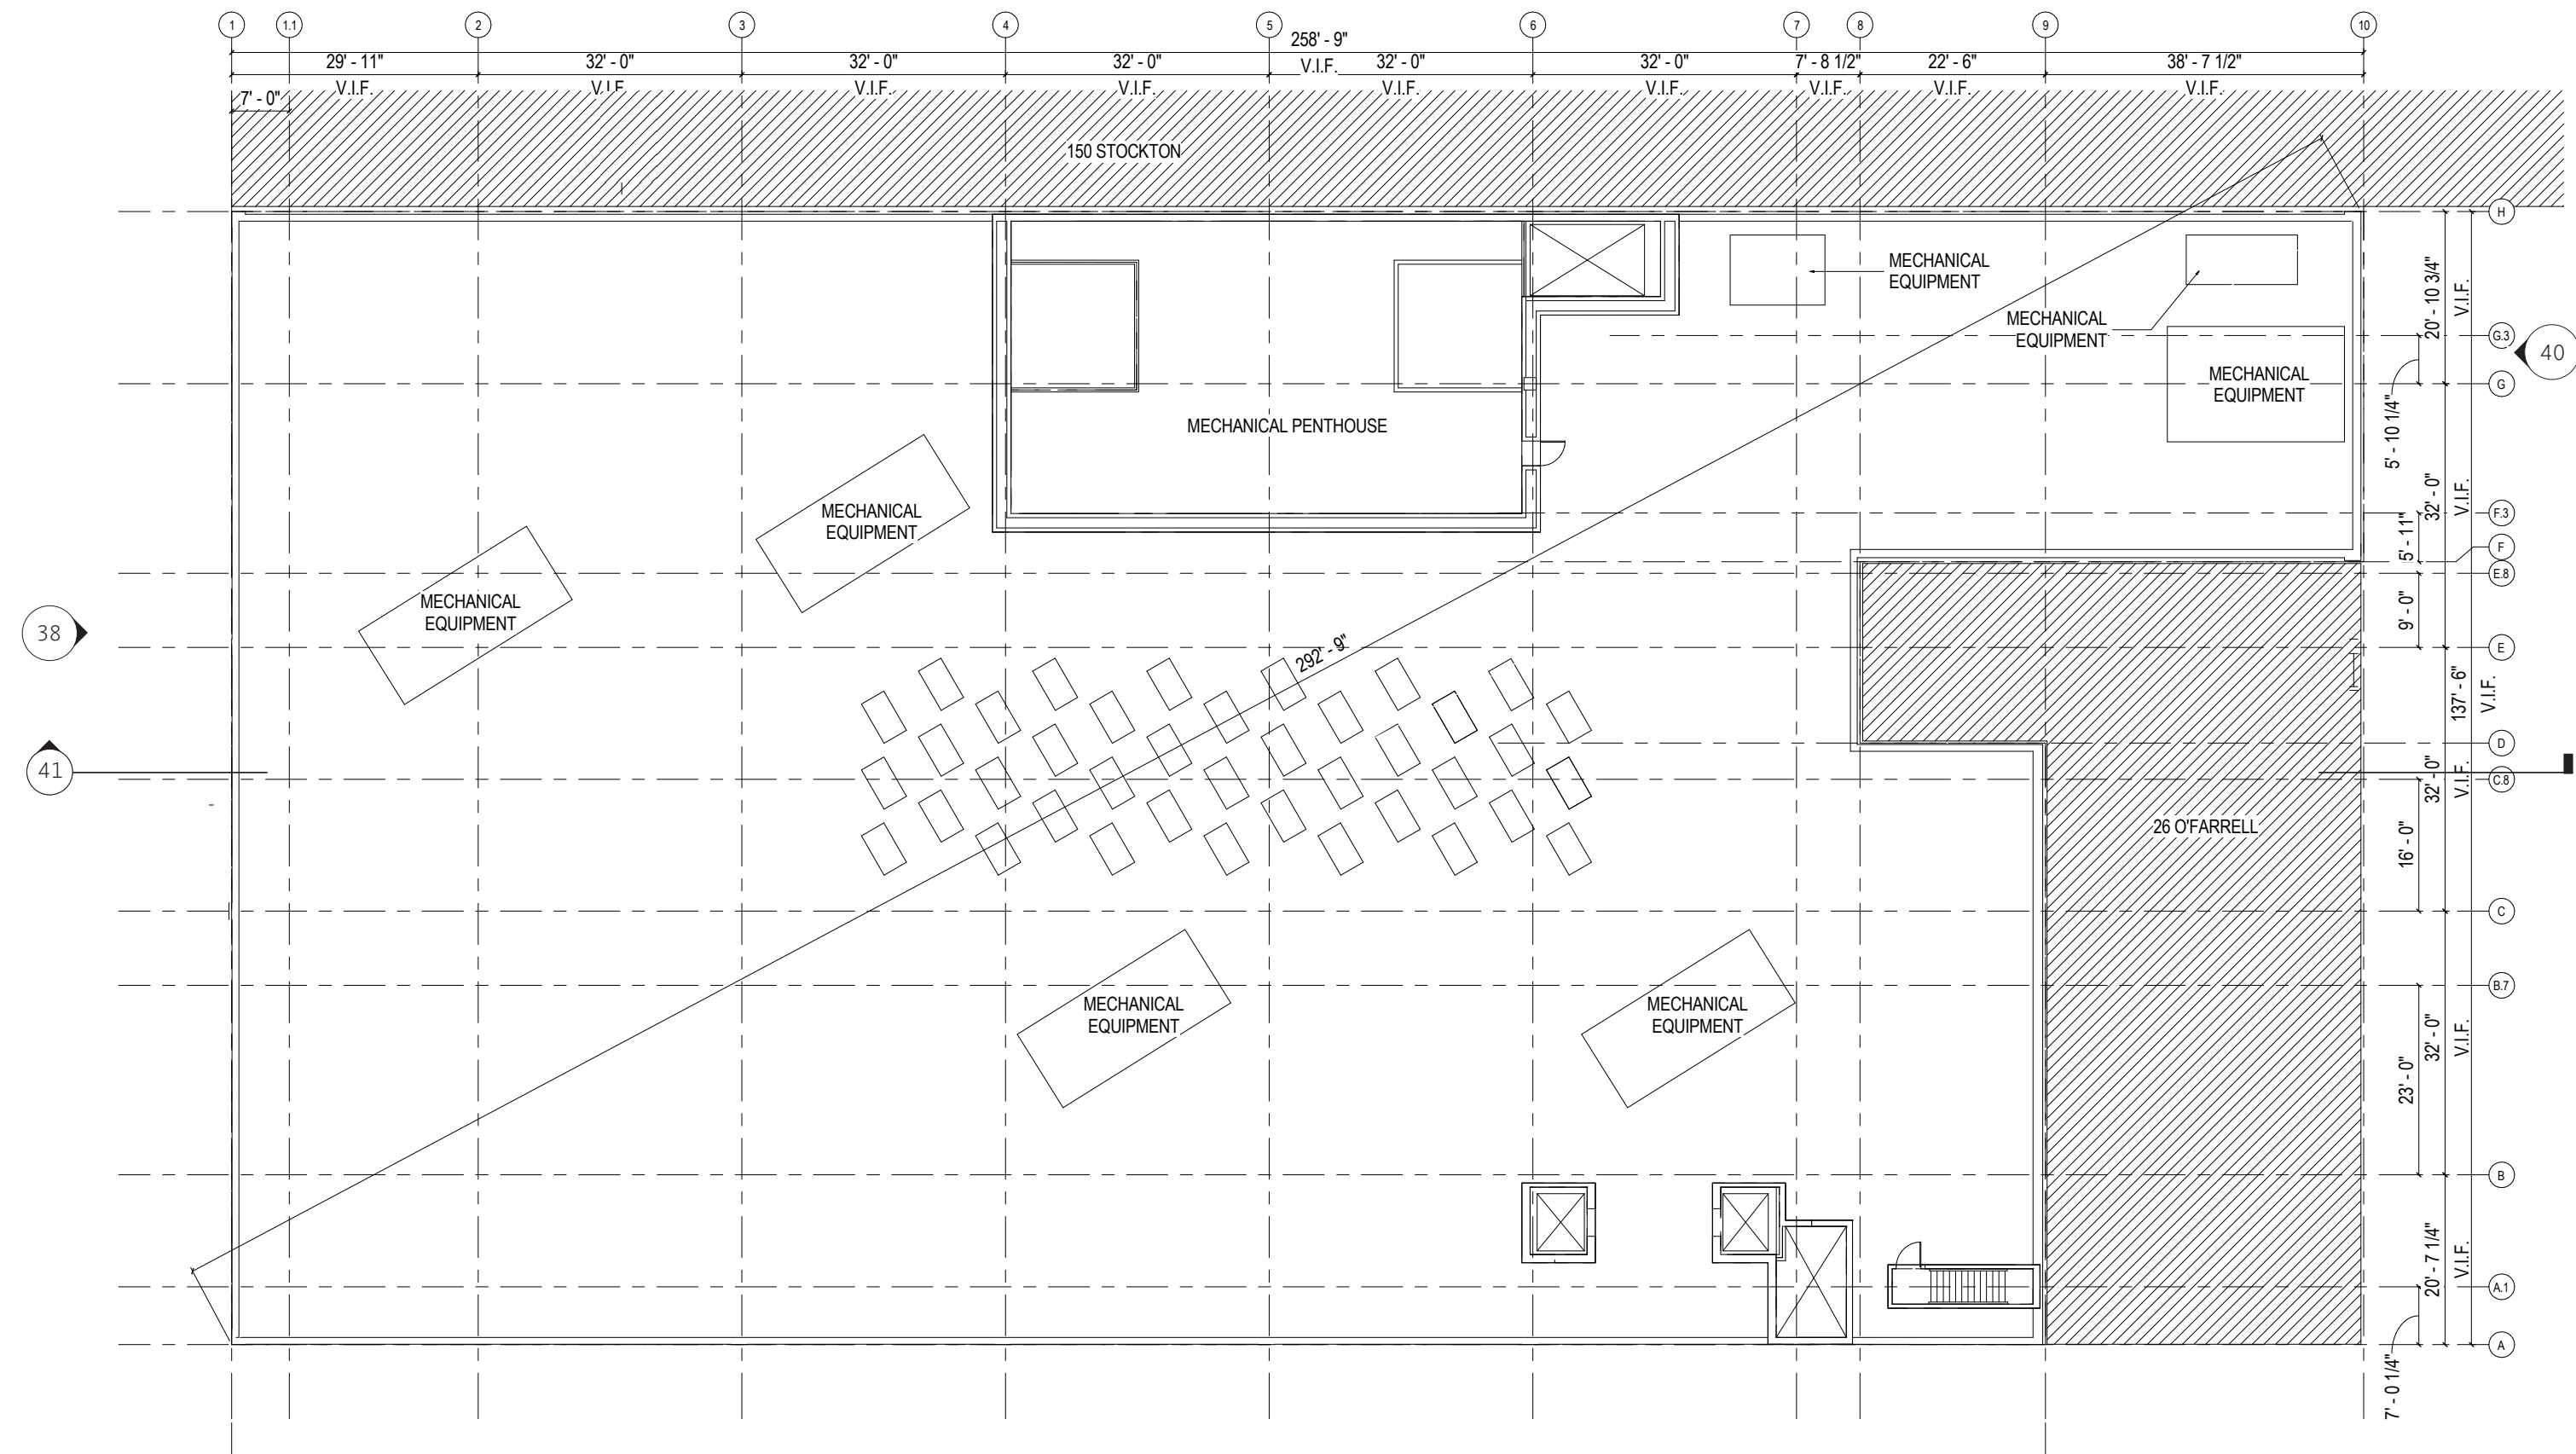 1 1.1 2 3 4 5 6 7 8 9 10
258' - 9"
V.I.F.
29' - 11" 32' - 0" 32' - 0" 32' - 0" 32' - 0" 32' - 0" 7' - 8 1/2" 22' - 6" 38' - 7 1/2"
V.I.F. V.I.F. V.I.F. V.I.F. V.I.F. V.I.F. V.I.F. V.I.F. V.I.F.
7' - 0"
150 STOCKTON
H
MECHANICAL
EQUIPMENT
20' - 10 3/4"
V.I.F.
MECHANICAL
EQUIPMENT
G.3
40
MECHANICAL
EQUIPMENT
G
5' - 10 1/4"
MECHANICAL PENTHOUSE
MECHANICAL
EQUIPMENT
32' - 0"
V.I.F.
F.3
5' - 11"
F
E.8
MECHANICAL
EQUIPMENT
9' - 0"
38
E
292' - 9"
137' - 6"
V.I.F.
D
41
32' - 0"
V.I.F.
C.8
26 O'FARRELL
16' - 0"
C
B.7
MECHANICAL
EQUIPMENT
MECHANICAL
EQUIPMENT
32' - 0"
V.I.F.
23' - 0"
B
20' - 7 1/4"
V.I.F.
A.1
A
7' - 0 1/4"